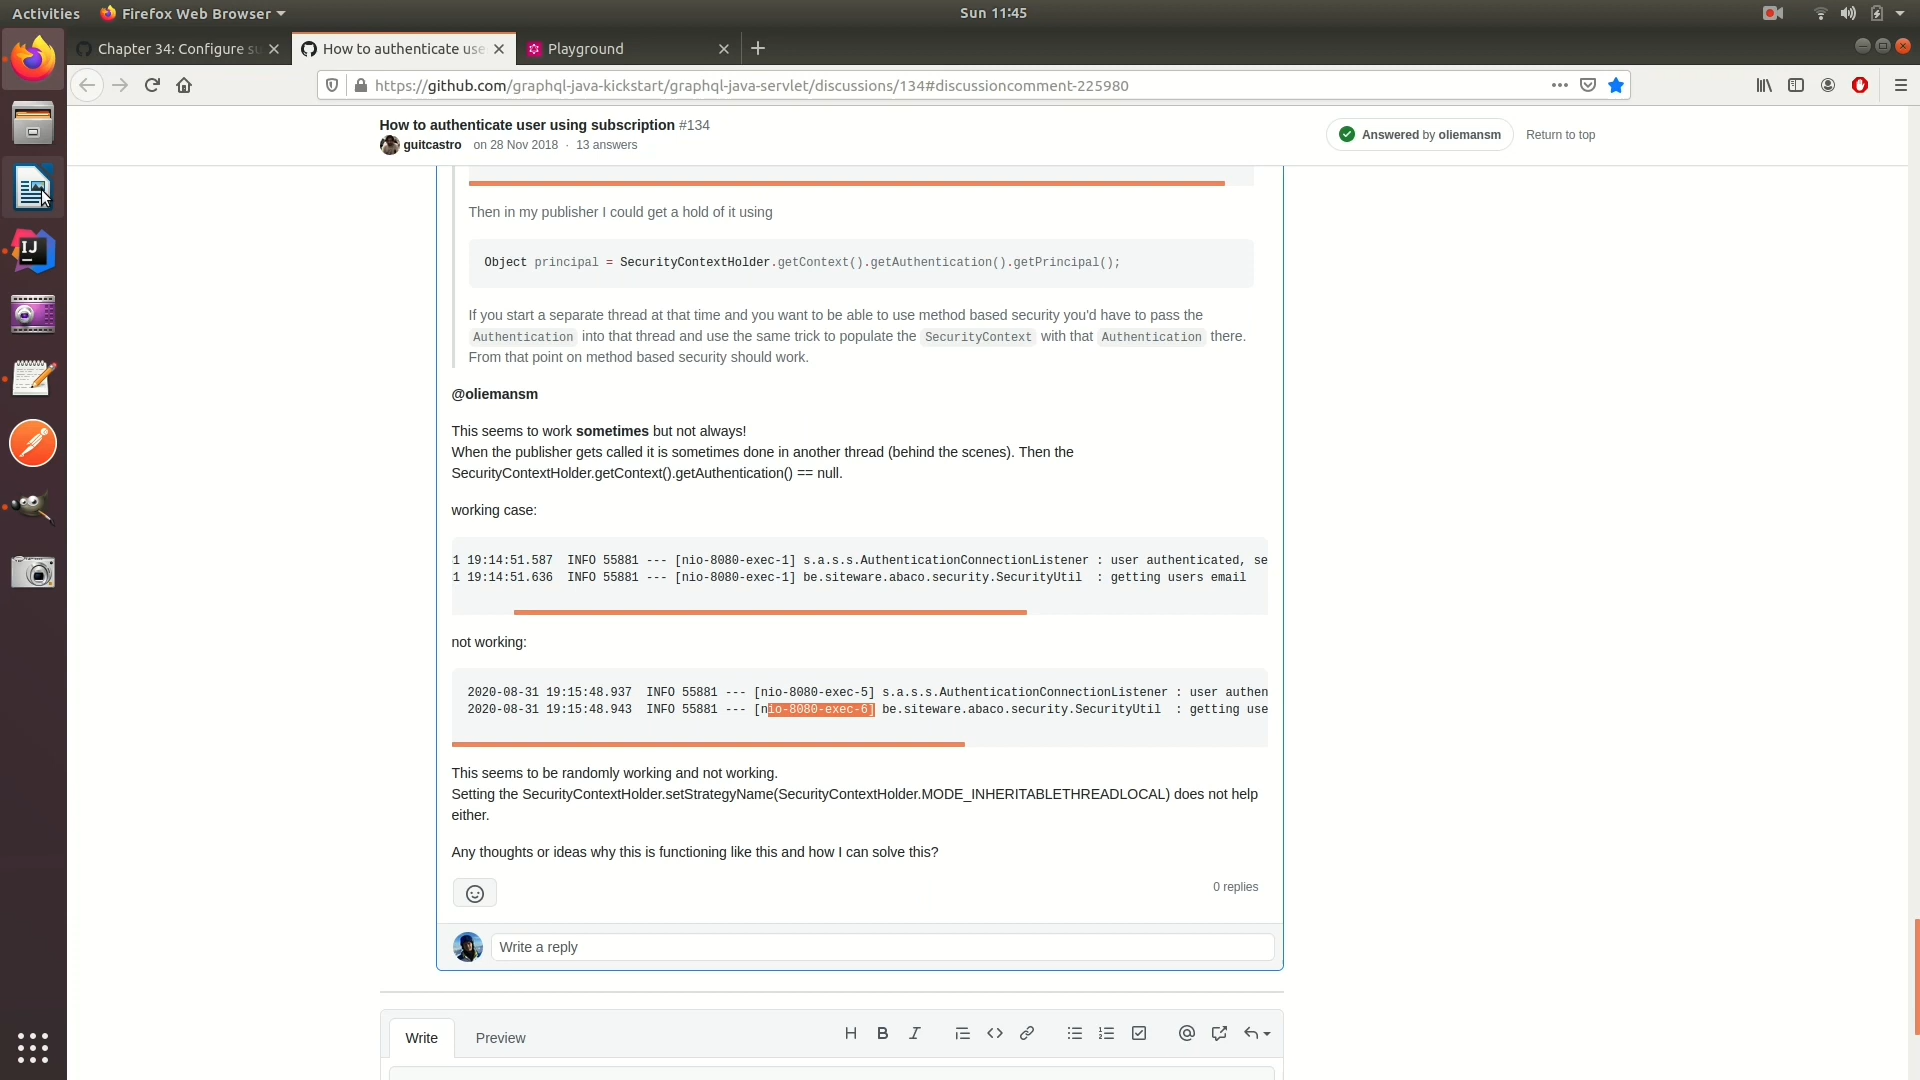 Activities
Firefox Web Browser
Sun 11:45
Chapter 34: Configure su
How to authenticate use
Playground
https://github.com/graphql-java-kickstart/graphql-java-servlet/discussions/134#discussioncomment-225980
How to authenticate user using subscription #134
guitcastro on 28 Nov 2018 · 13 answers
Answered by oliemansm
Return to top
Then in my publisher I could get a hold of it using
Object principal = SecurityContextHolder.getContext().getAuthentication().getPrincipal();
If you start a separate thread at that time and you want to be able to use method based security you'd have to pass the
Authentication into that thread and use the same trick to populate the SecurityContext with that Authentication there.
From that point on method based security should work.
@oliemansm
This seems to work sometimes but not always!
When the publisher gets called it is sometimes done in another thread (behind the scenes). Then the
SecurityContextHolder.getContext().getAuthentication() == null.
working case:
1 19:14:51.587 INFO 55881 --- [nio-8080-exec-1] s.a.s.s.AuthenticationConnectionListener : user authenticated, se
1 19:14:51.636 INFO 55881 --- [nio-8080-exec-1] be.siteware.abaco.security.SecurityUtil : getting users email
not working:
2020-08-31 19:15:48.937 INFO 55881 --- [nio-8080-exec-5] s.a.s.s.AuthenticationConnectionListener : user authen
2020-08-31 19:15:48.943 INFO 55881 --- [nio-8080-exec-6] be.siteware.abaco.security.SecurityUtil : getting use
This seems to be randomly working and not working.
Setting the SecurityContextHolder.setStrategyName(SecurityContextHolder.MODE_INHERITABLETHREADLOCAL) does not help
either.
Any thoughts or ideas why this is functioning like this and how I can solve this?
0 replies
Write a reply
Write
Preview